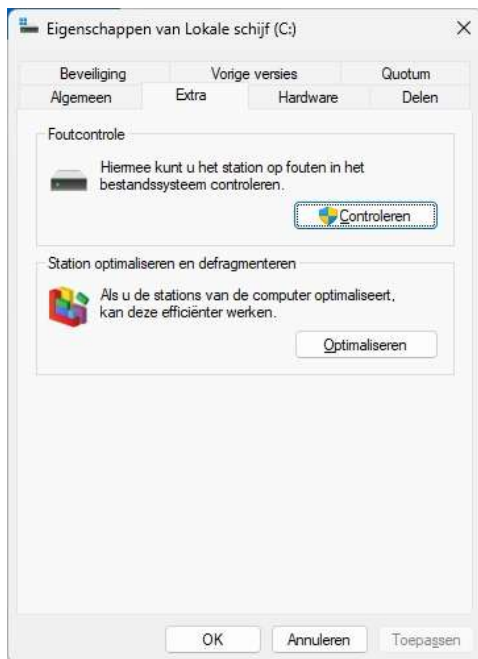 Eigenschappen van Lokale schijf (C:)
Beveiliging
Vorige versies
Quotum
Algemeen
Extra
Hardware
Delen
Foutcontrole
Hiermee kunt u het station op fouten in het
bestandssysteem controleren.
Controleren
Station optimaliseren en defragmenteren
Als u de stations van de computer optimaliseert,
kan deze efficiënter werken.
Optimaliseren
OK
Annuleren
Toepassen